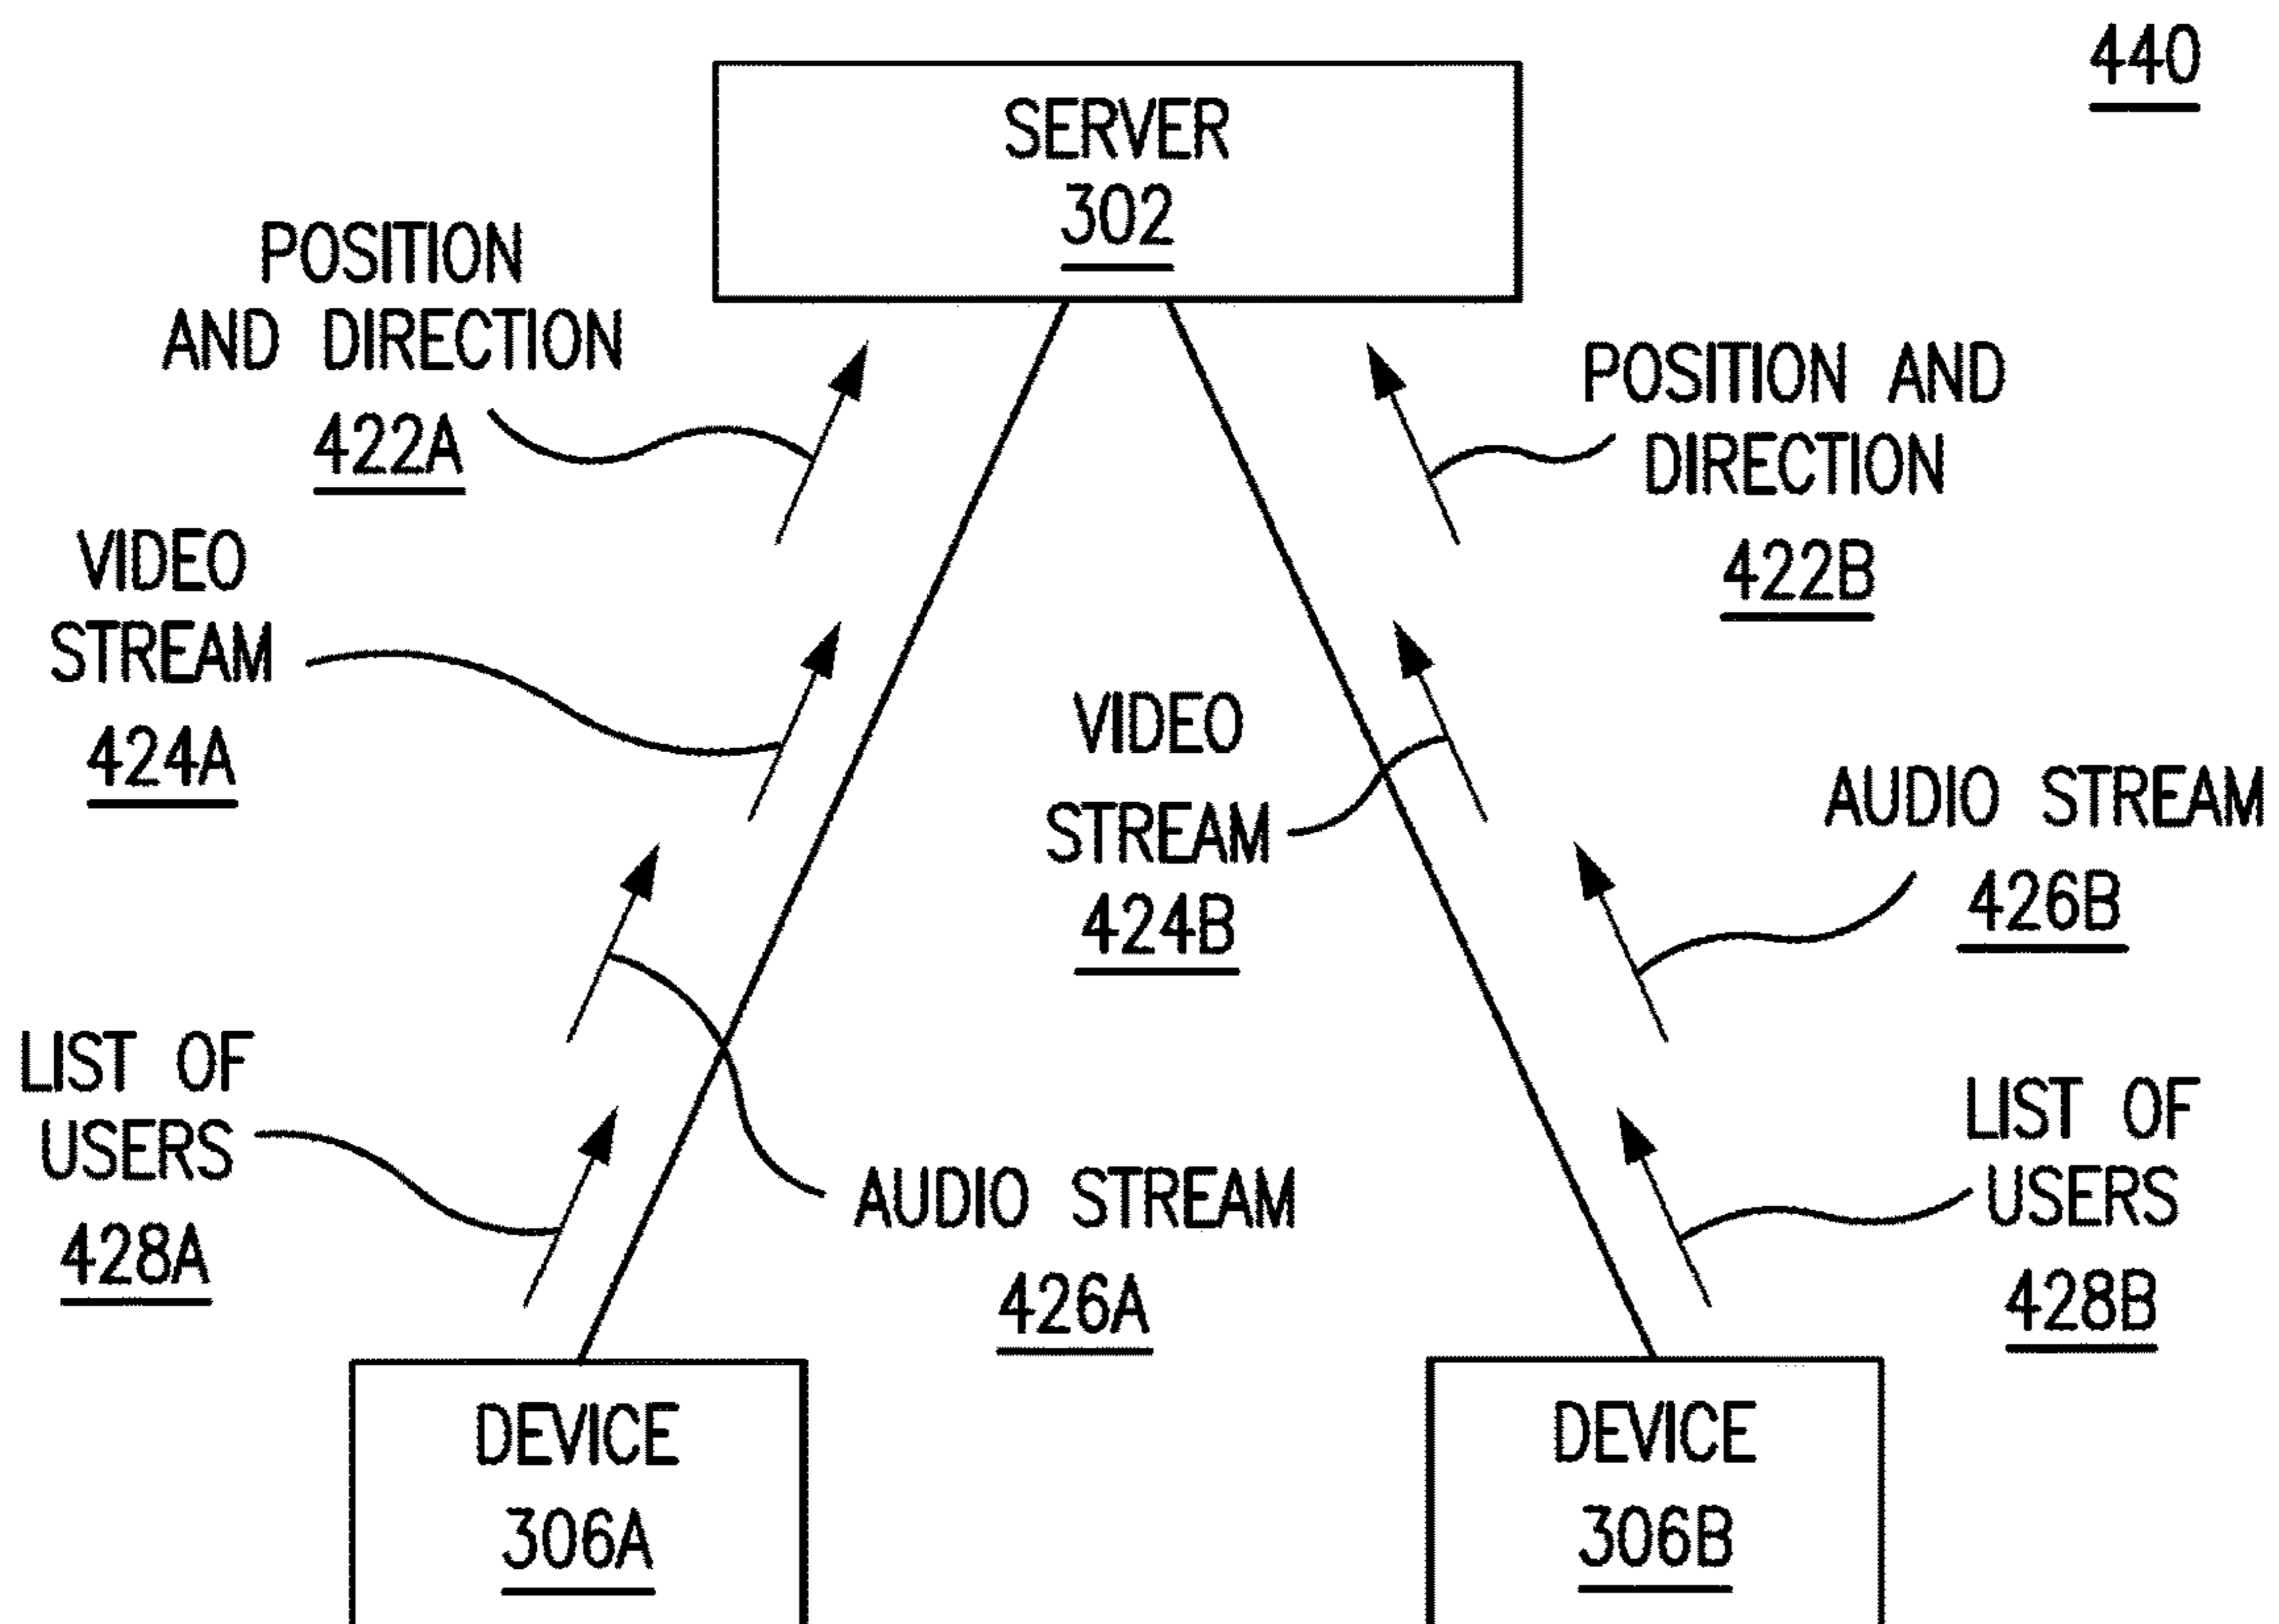 440
SERVER
302
POSITION
AND DIRECTION
422A
POSITION AND
DIRECTION
422B
VIDEO
STREAM
424A
VIDEO
STREAM
424B
AUDIO STREAM
426B
LIST OF
USERS
428A
AUDIO STREAM
426A
LIST OF
USERS
428B
DEVICE
306A
DEVICE
306B